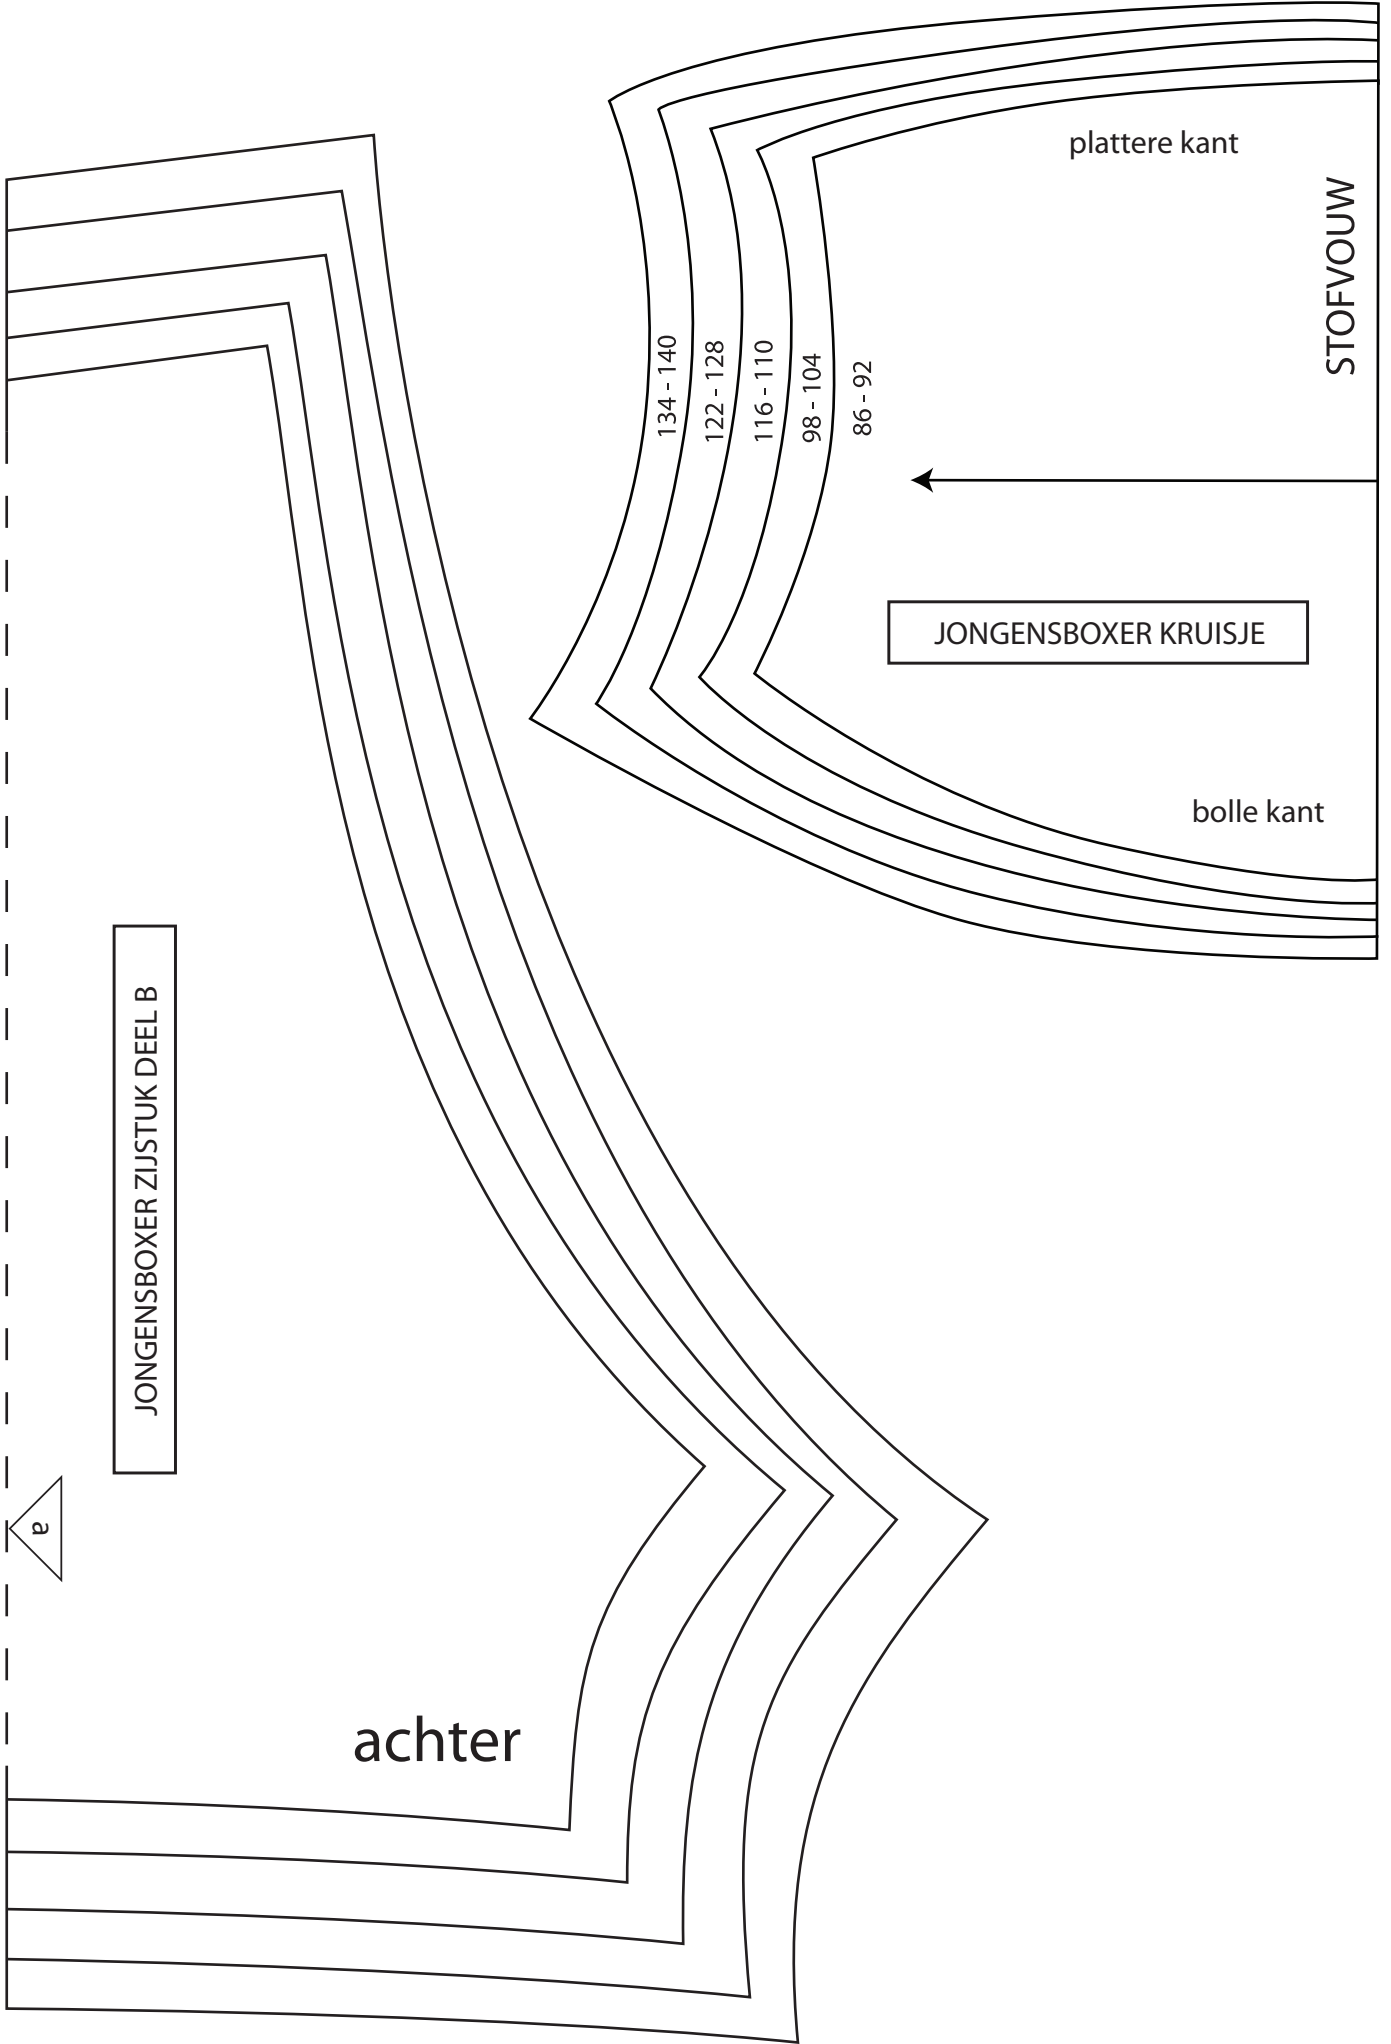 plattere kant
STOFVOUW
134 - 140
122 - 128
116 - 110
98 - 104
86 - 92
JONGENSBOXER KRUISJE
bolle kant
JONGENSBOXER ZIJSTUK DEEL B
a
achter